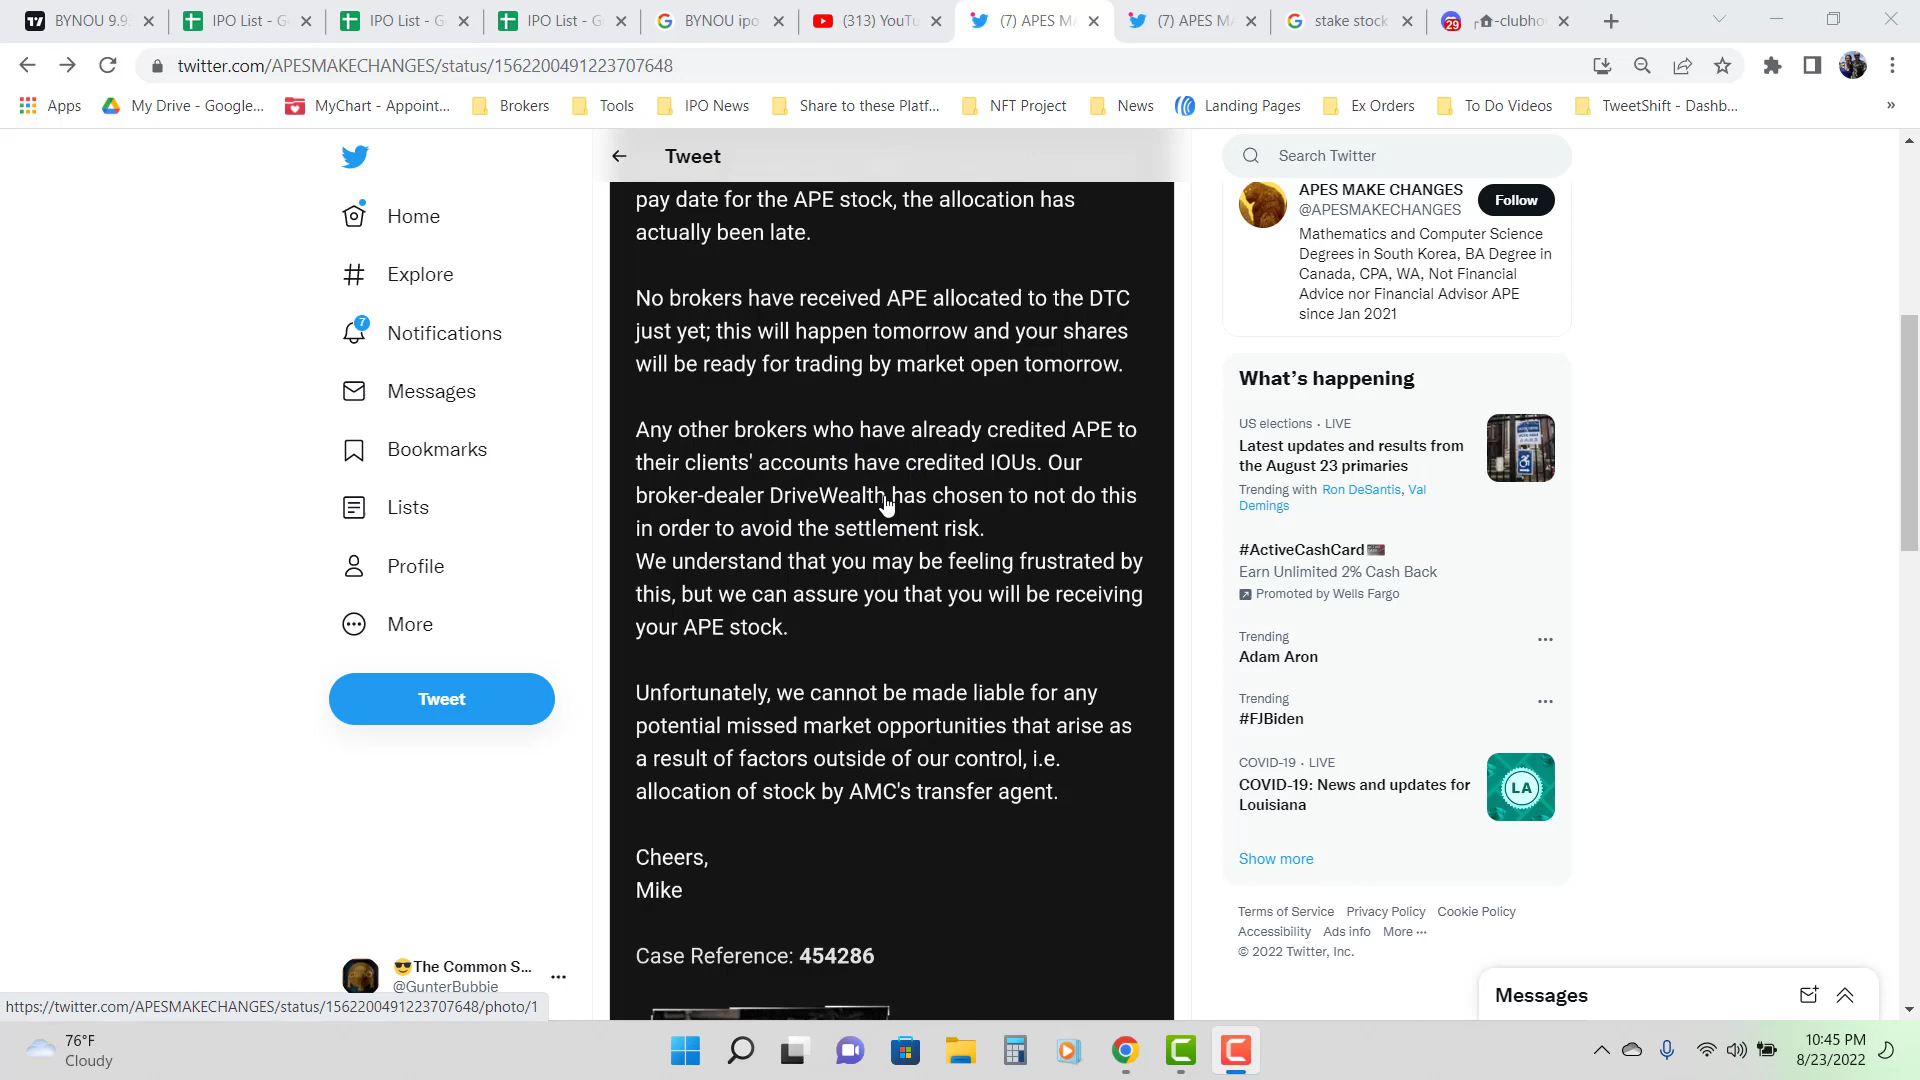 BYNOU 9.9
IPO List - G
IPO List - G
IPO List - G
BYNOU ipo
(313) YouTu
(7) APES M
(7) APES M
stake stock
29
-clubho
twitter.com/APESMAKECHANGES/status/1562200491223707648
Apps
My Drive - Google...
MyChart - Appoint...
Brokers
Tools
IPO News
Share to these Platf...
NFT Project
News
Landing Pages
Ex Orders
To Do Videos
TweetShift - Dashb...
»
Home
Explore
7
Notifications
Messages
Bookmarks
Lists
Profile
More
Tweet
😎The Common S...
@GunterBubbie
Tweet
pay date for the APE stock, the allocation has
actually been late.
No brokers have received APE allocated to the DTC
just yet; this will happen tomorrow and your shares
will be ready for trading by market open tomorrow.
Any other brokers who have already credited APE to
their clients' accounts have credited IOUs. Our
broker-dealer DriveWealth has chosen to not do this
in order to avoid the settlement risk.
We understand that you may be feeling frustrated by
this, but we can assure you that you will be receiving
your APE stock.
Unfortunately, we cannot be made liable for any
potential missed market opportunities that arise as
a result of factors outside of our control, i.e.
allocation of stock by AMC's transfer agent.
Cheers,
Mike
Case Reference: 454286
Search Twitter
APES MAKE CHANGES
@APESMAKECHANGES
Follow
Mathematics and Computer Science
Degrees in South Korea, BA Degree in
Canada, CPA, WA, Not Financial
Advice nor Financial Advisor APE
since Jan 2021
What's happening
US elections · LIVE
Latest updates and results from
the August 23 primaries
Trending with Ron DeSantis, Val
Demings
#ActiveCashCard
Earn Unlimited 2% Cash Back
Promoted by Wells Fargo
Trending
Adam Aron
Trending
#FJBiden
COVID-19 · LIVE
COVID-19: News and updates for
Louisiana
LA
Show more
Terms of Service Privacy Policy Cookie Policy
Accessibility Ads info More ···
© 2022 Twitter, Inc.
Messages
https://twitter.com/APESMAKECHANGES/status/1562200491223707648/photo/1
76°F
Cloudy
10:45 PM
8/23/2022